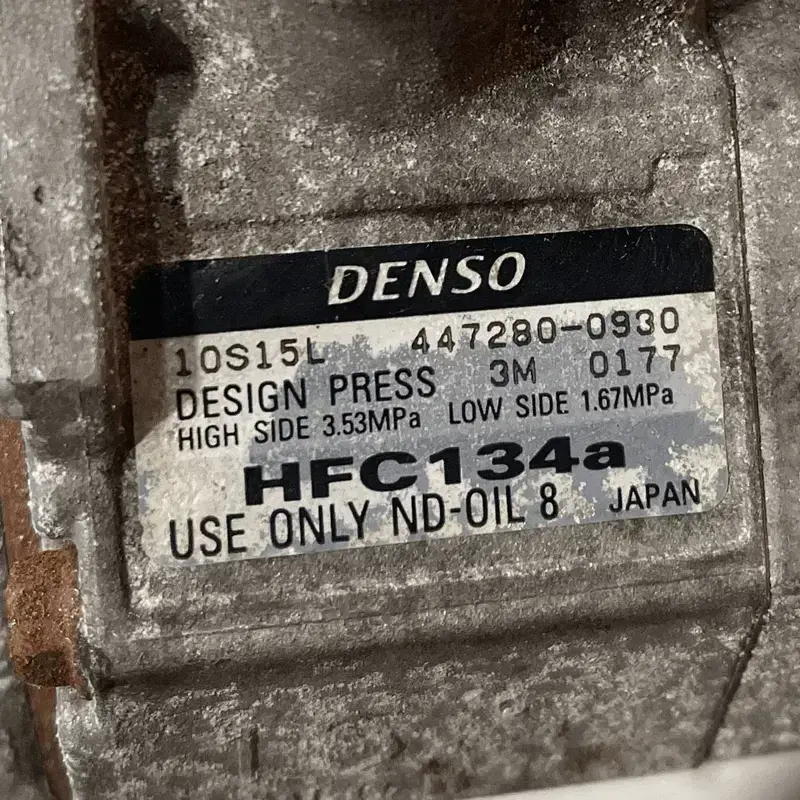 DENSO
10S15L 447280-0930
DESIGN PRESS 3M 0177
HIGH SIDE 3.53MPa LOW SIDE 1.67MPa
HFC134a
USE ONLY ND-OIL 8 JAPAN